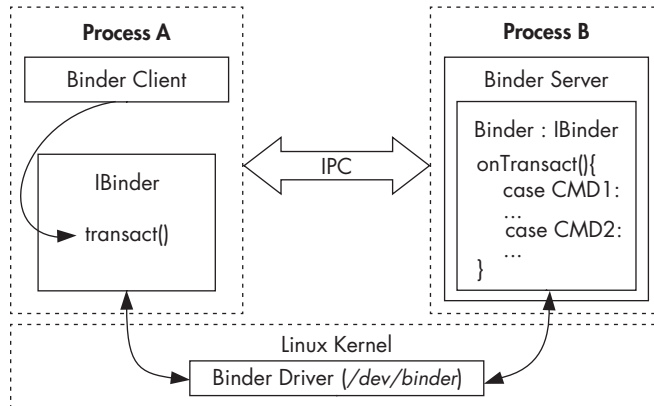 Process A
Binder Client
IBinder
transact()
IPC
Process B
Binder Server
Binder : IBinder
onTransact(){
case CMD1:
...
case CMD2:
...
}
Linux Kernel
Binder Driver (/dev/binder)